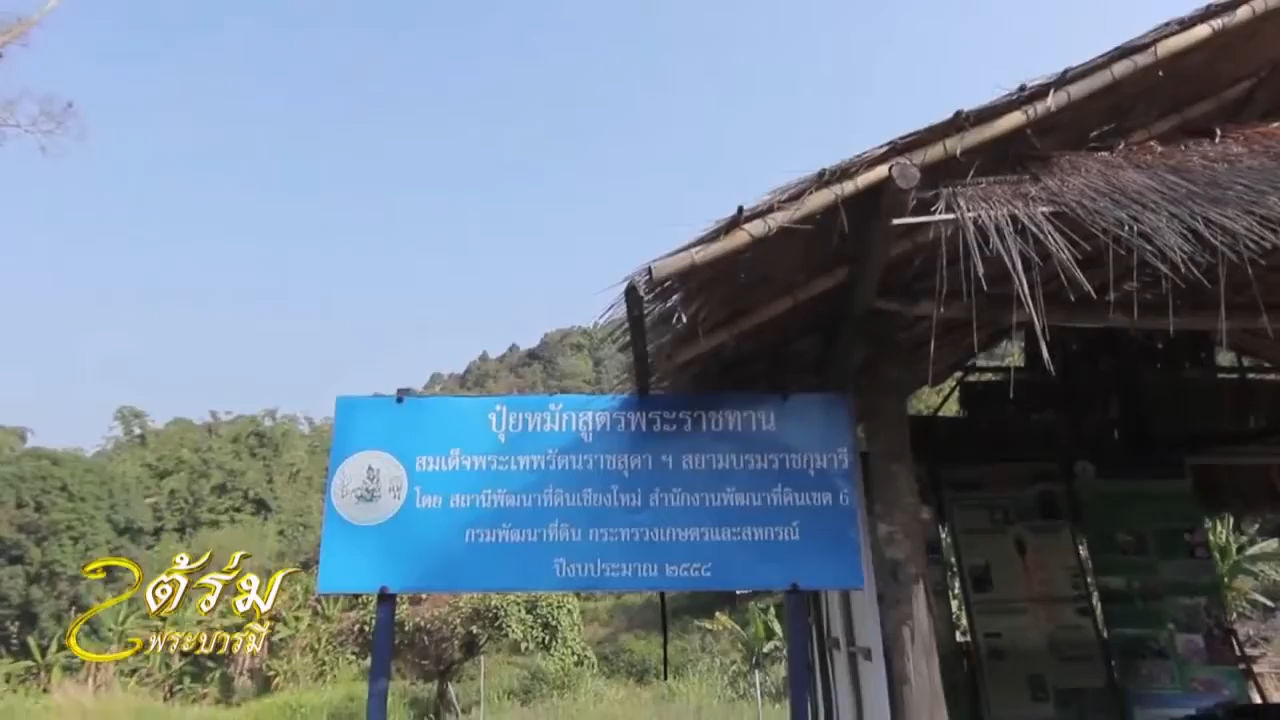 ปุ๋ยหมักสูตรพระราชทาน
สมเด็จพระเทพรัตนราชสุดา ฯ สยามบรมราชกุมารี
โดย สถานีพัฒนาที่ดินเชียงใหม่ สำนักงานพัฒนาที่ดินเขต 6
กรมพัฒนาที่ดิน กระทรวงเกษตรและสหกรณ์
ปีงบประมาณ ๒๕๕๘
ใต้ร่ม
พระบารมี